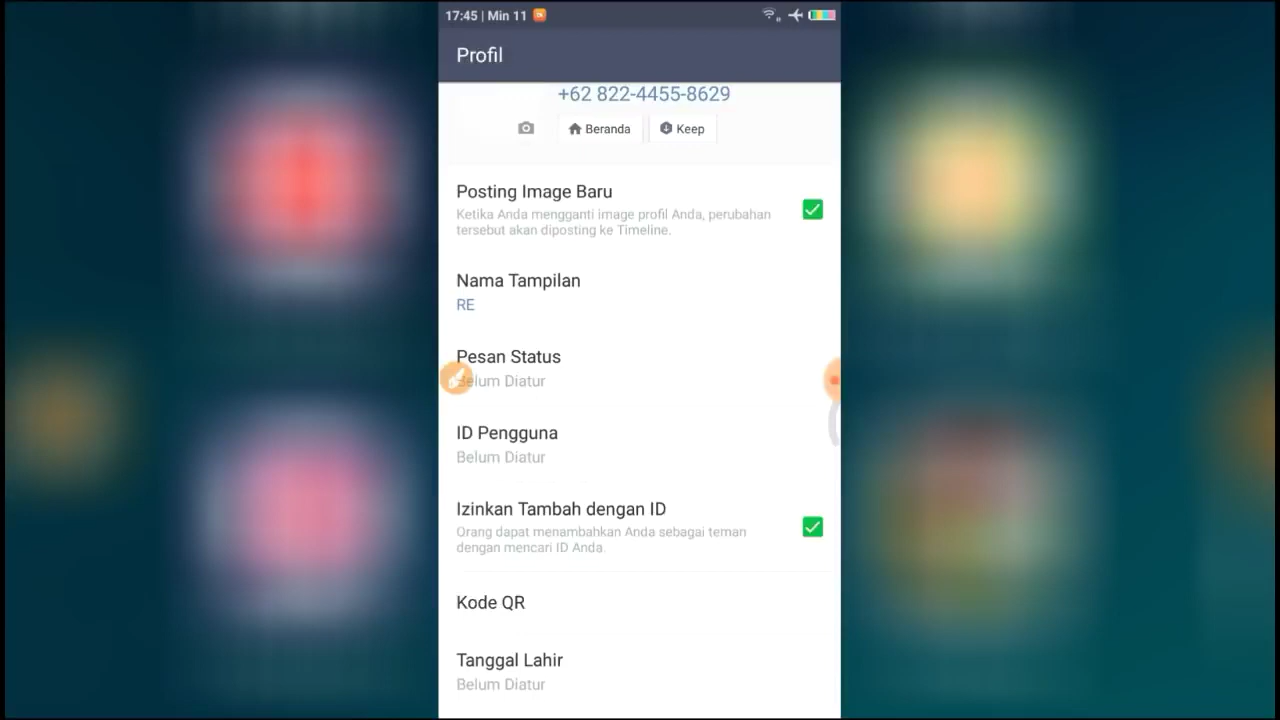 17:45 | Min 11
Profil
+62 822-4455-8629
Beranda
Keep
Posting Image Baru
Ketika Anda mengganti image profil Anda, perubahan
tersebut akan diposting ke Timeline.
Nama Tampilan
RE
Pesan Status
Belum Diatur
ID Pengguna
Belum Diatur
Izinkan Tambah dengan ID
Orang dapat menambahkan Anda sebagai teman
dengan mencari ID Anda.
Kode QR
Tanggal Lahir
Belum Diatur